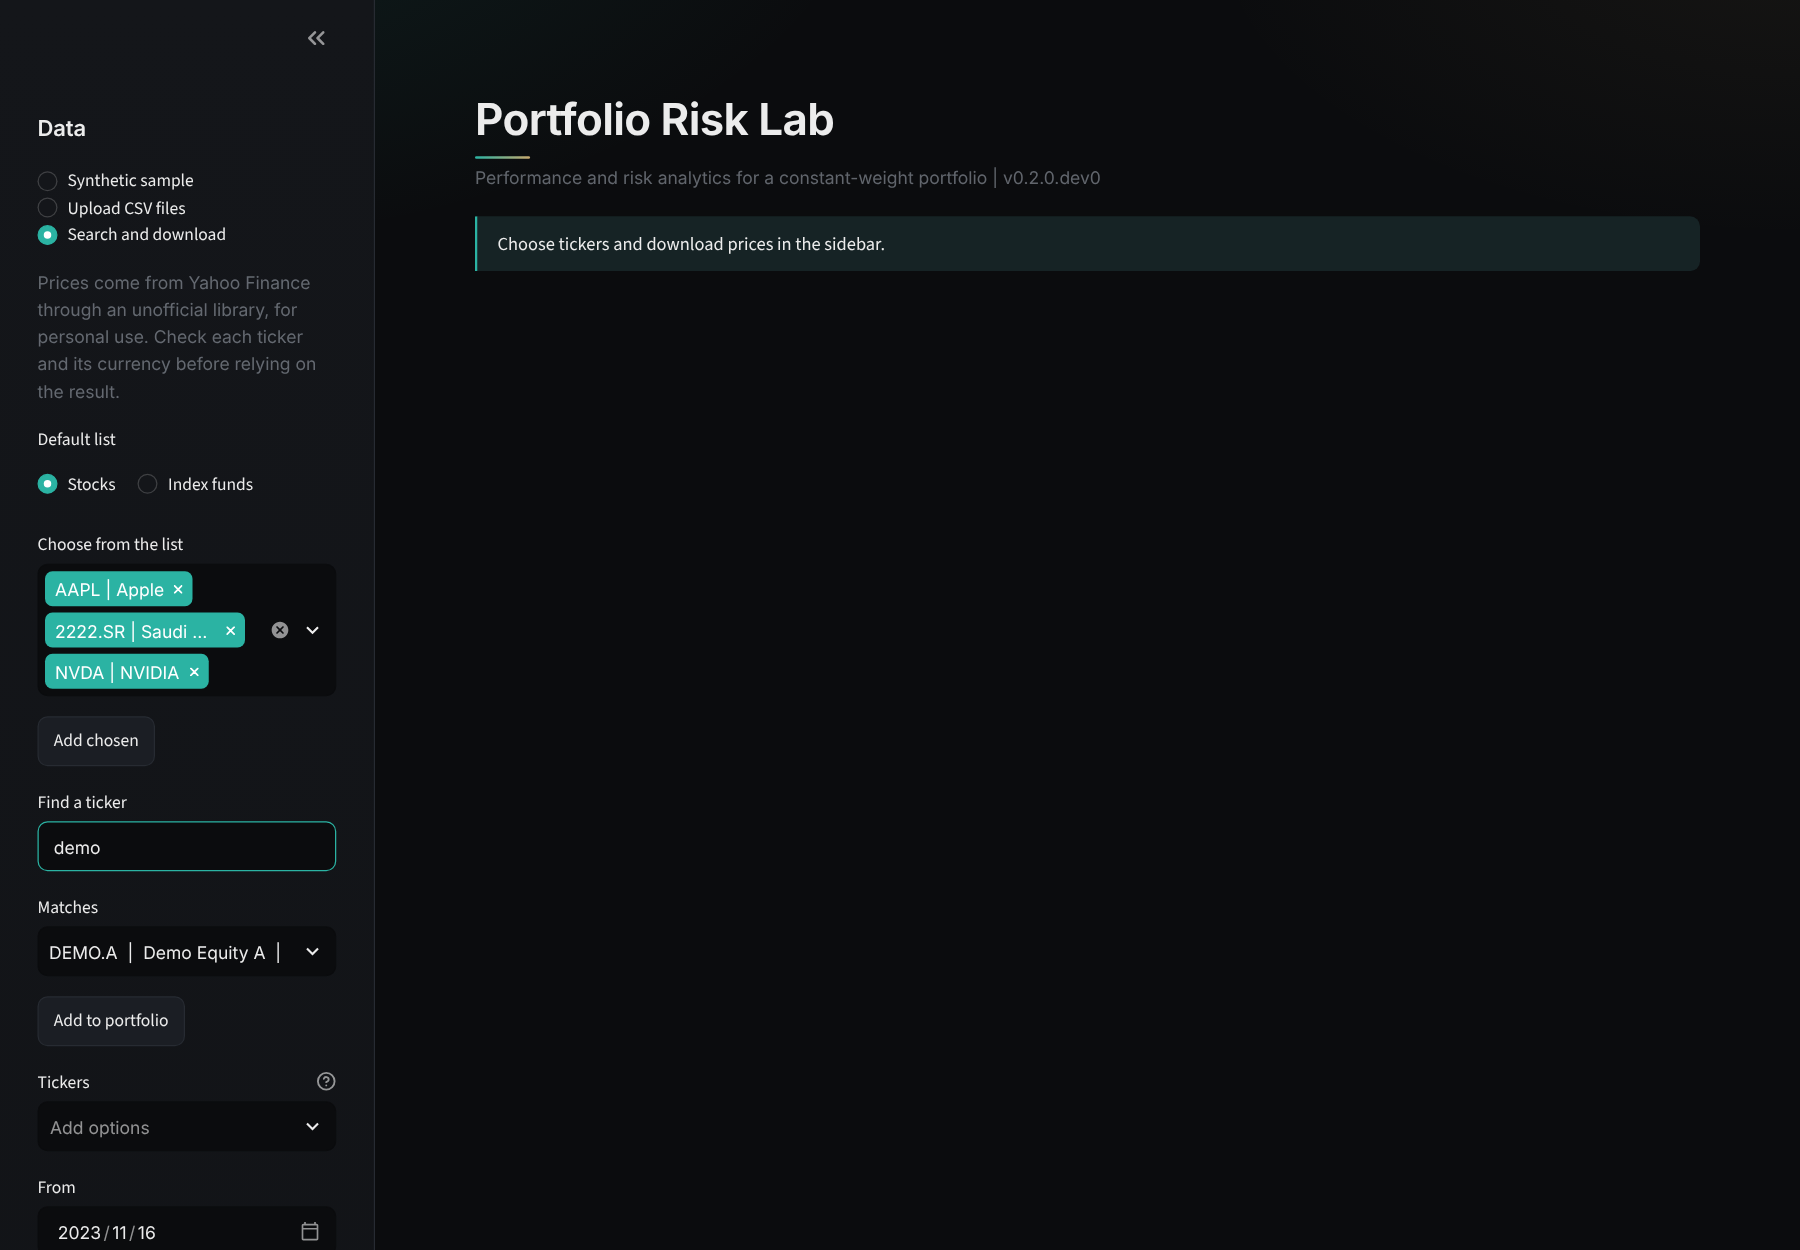 Data
Synthetic sample
Upload CSV files
Search and download
Prices come from Yahoo Finance
through an unofficial library, for
personal use. Check each ticker
and its currency before relying on
the result.
Default list
Stocks
Index funds
Choose from the list
AAPL | Apple
2222.SR | Saudi ...
NVDA | NVIDIA
Add chosen
Find a ticker
demo
Matches
DEMO.A | Demo Equity A |
Add to portfolio
Tickers
Add options
From
2023/11/16
Portfolio Risk Lab
Performance and risk analytics for a constant-weight portfolio | v0.2.0.dev0
Choose tickers and download prices in the sidebar.